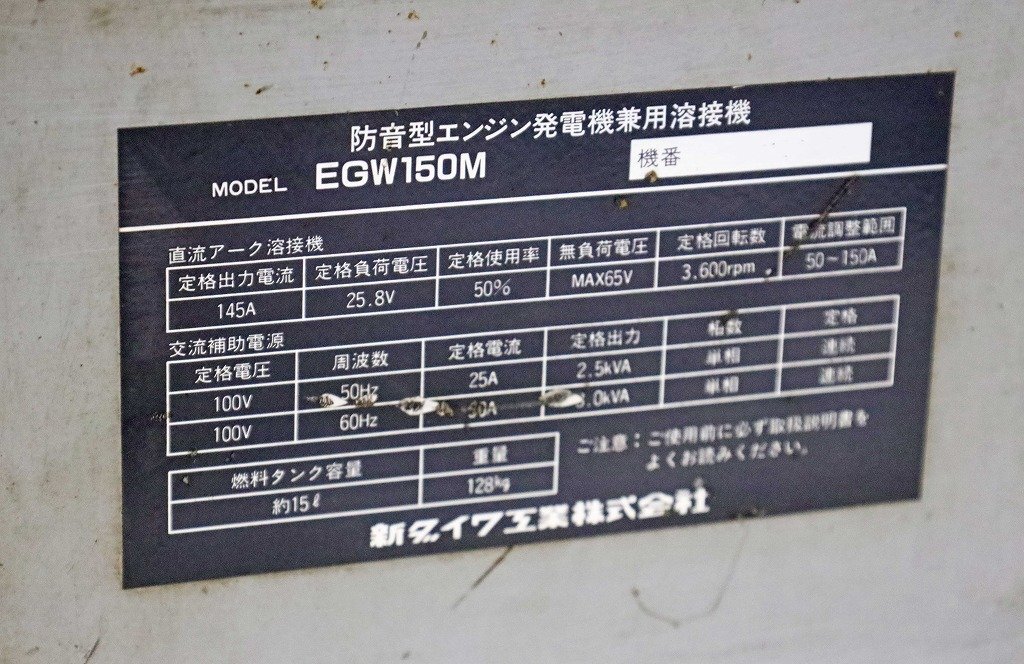 防音型エンジン発電機兼用溶接機
MODEL EGW150M 機番
直流アーク溶接機
定格出力電流 定格負荷電圧 定格使用率 無負荷電圧 定格回転数 電流調整範囲
145A 25.8V 50% MAX65V 3,600rpm 50～150A
交流補助電源
定格電圧 周波数 定格電流 定格出力 相数 定格
100V 50Hz 25A 2.5kVA 単相 連続
100V 60Hz 30A 3.0kVA 単相 連続
燃料タンク容量 重量
約15ℓ 128kg
ご注意：ご使用前に必ず取扱説明書を
よくお読みください。
新ダイワ工業株式会社